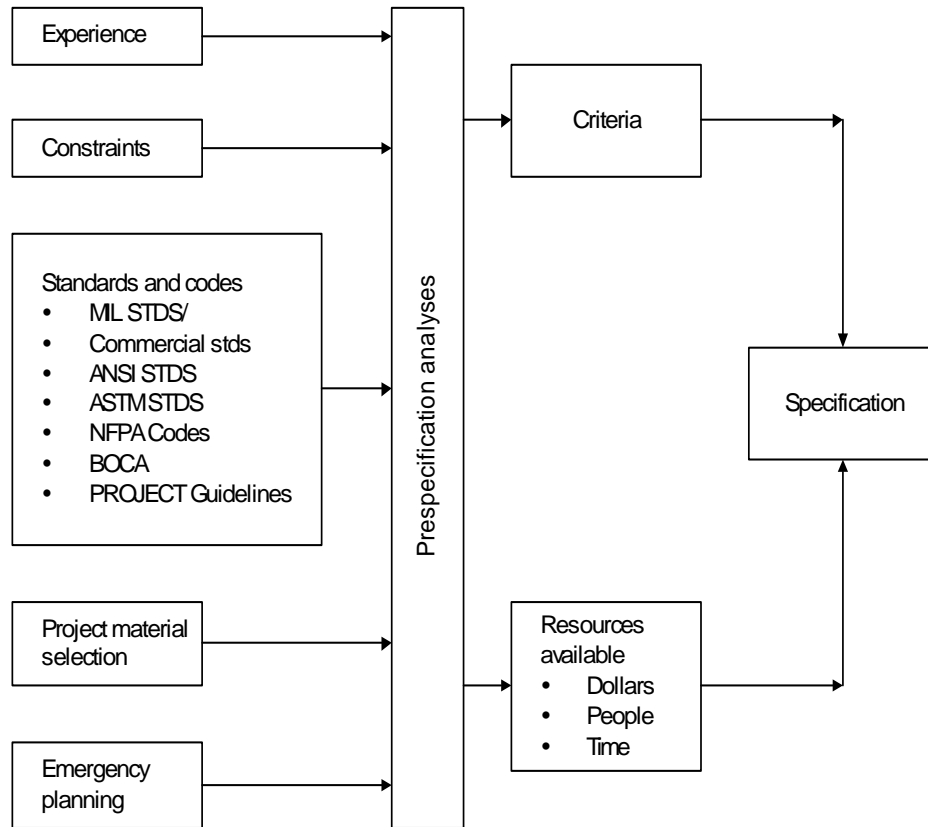 Experience
Constraints
Standards and codes
• MIL STDS/
• Commercial stds
• ANSI STDS
• ASTM STDS
• NFPA Codes
• BOCA
• PROJECT Guidelines
Project material
selection
Emergency
planning
Prespecification analyses
Criteria
Resources
available
• Dollars
• People
• Time
Specification